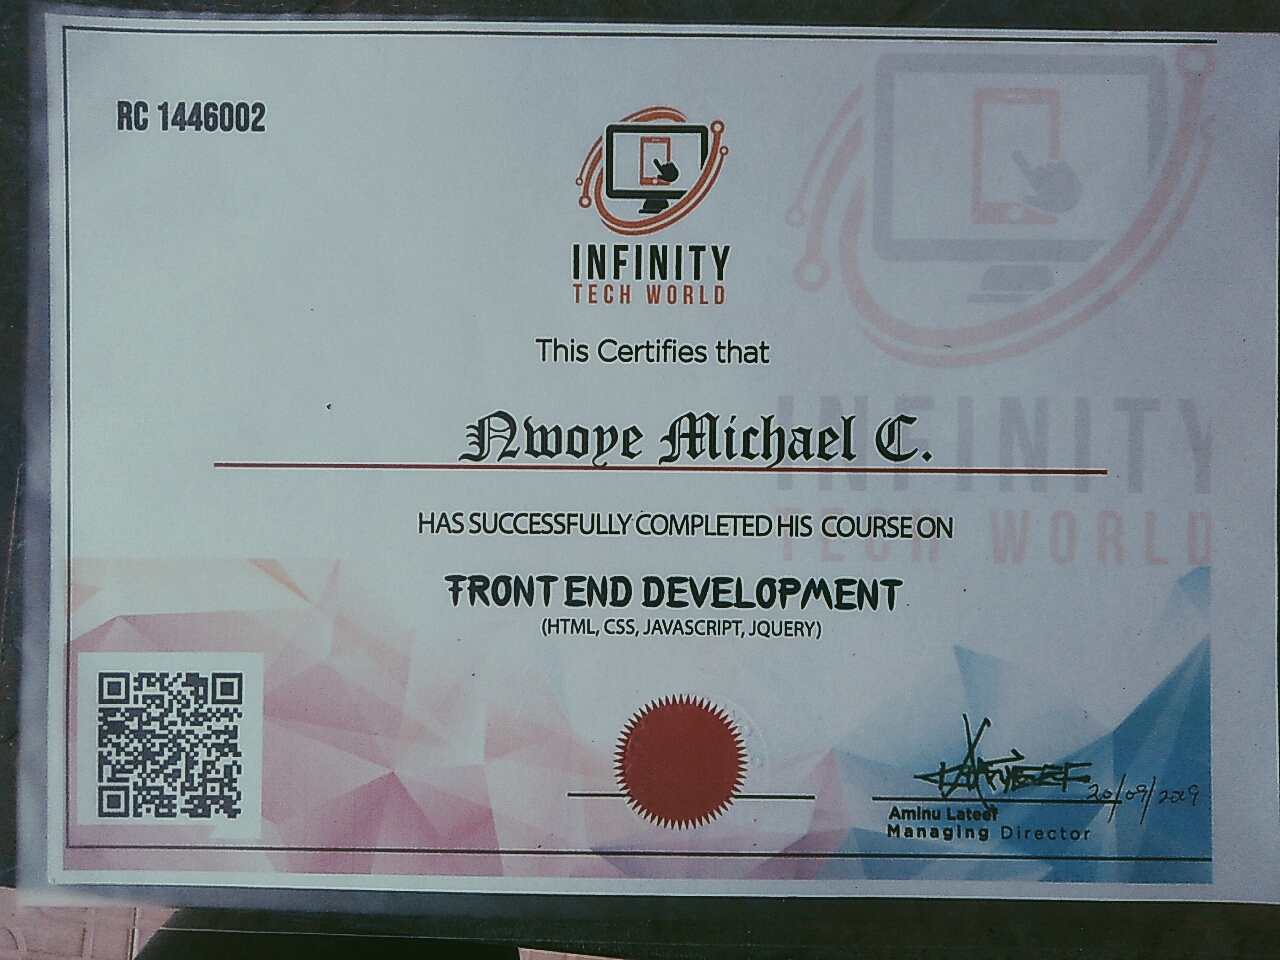 RC 1446002
INFINITY
TECH WORLD
This Certifies that
Nwoye Michael C.
HAS SUCCESSFULLY COMPLETED HIS COURSE ON
FRONT END DEVELOPMENT
(HTML, CSS, JAVASCRIPT, JQUERY)
INFINITY
TECH WORLD
20/09/2019
Aminu Lateef
Managing Director